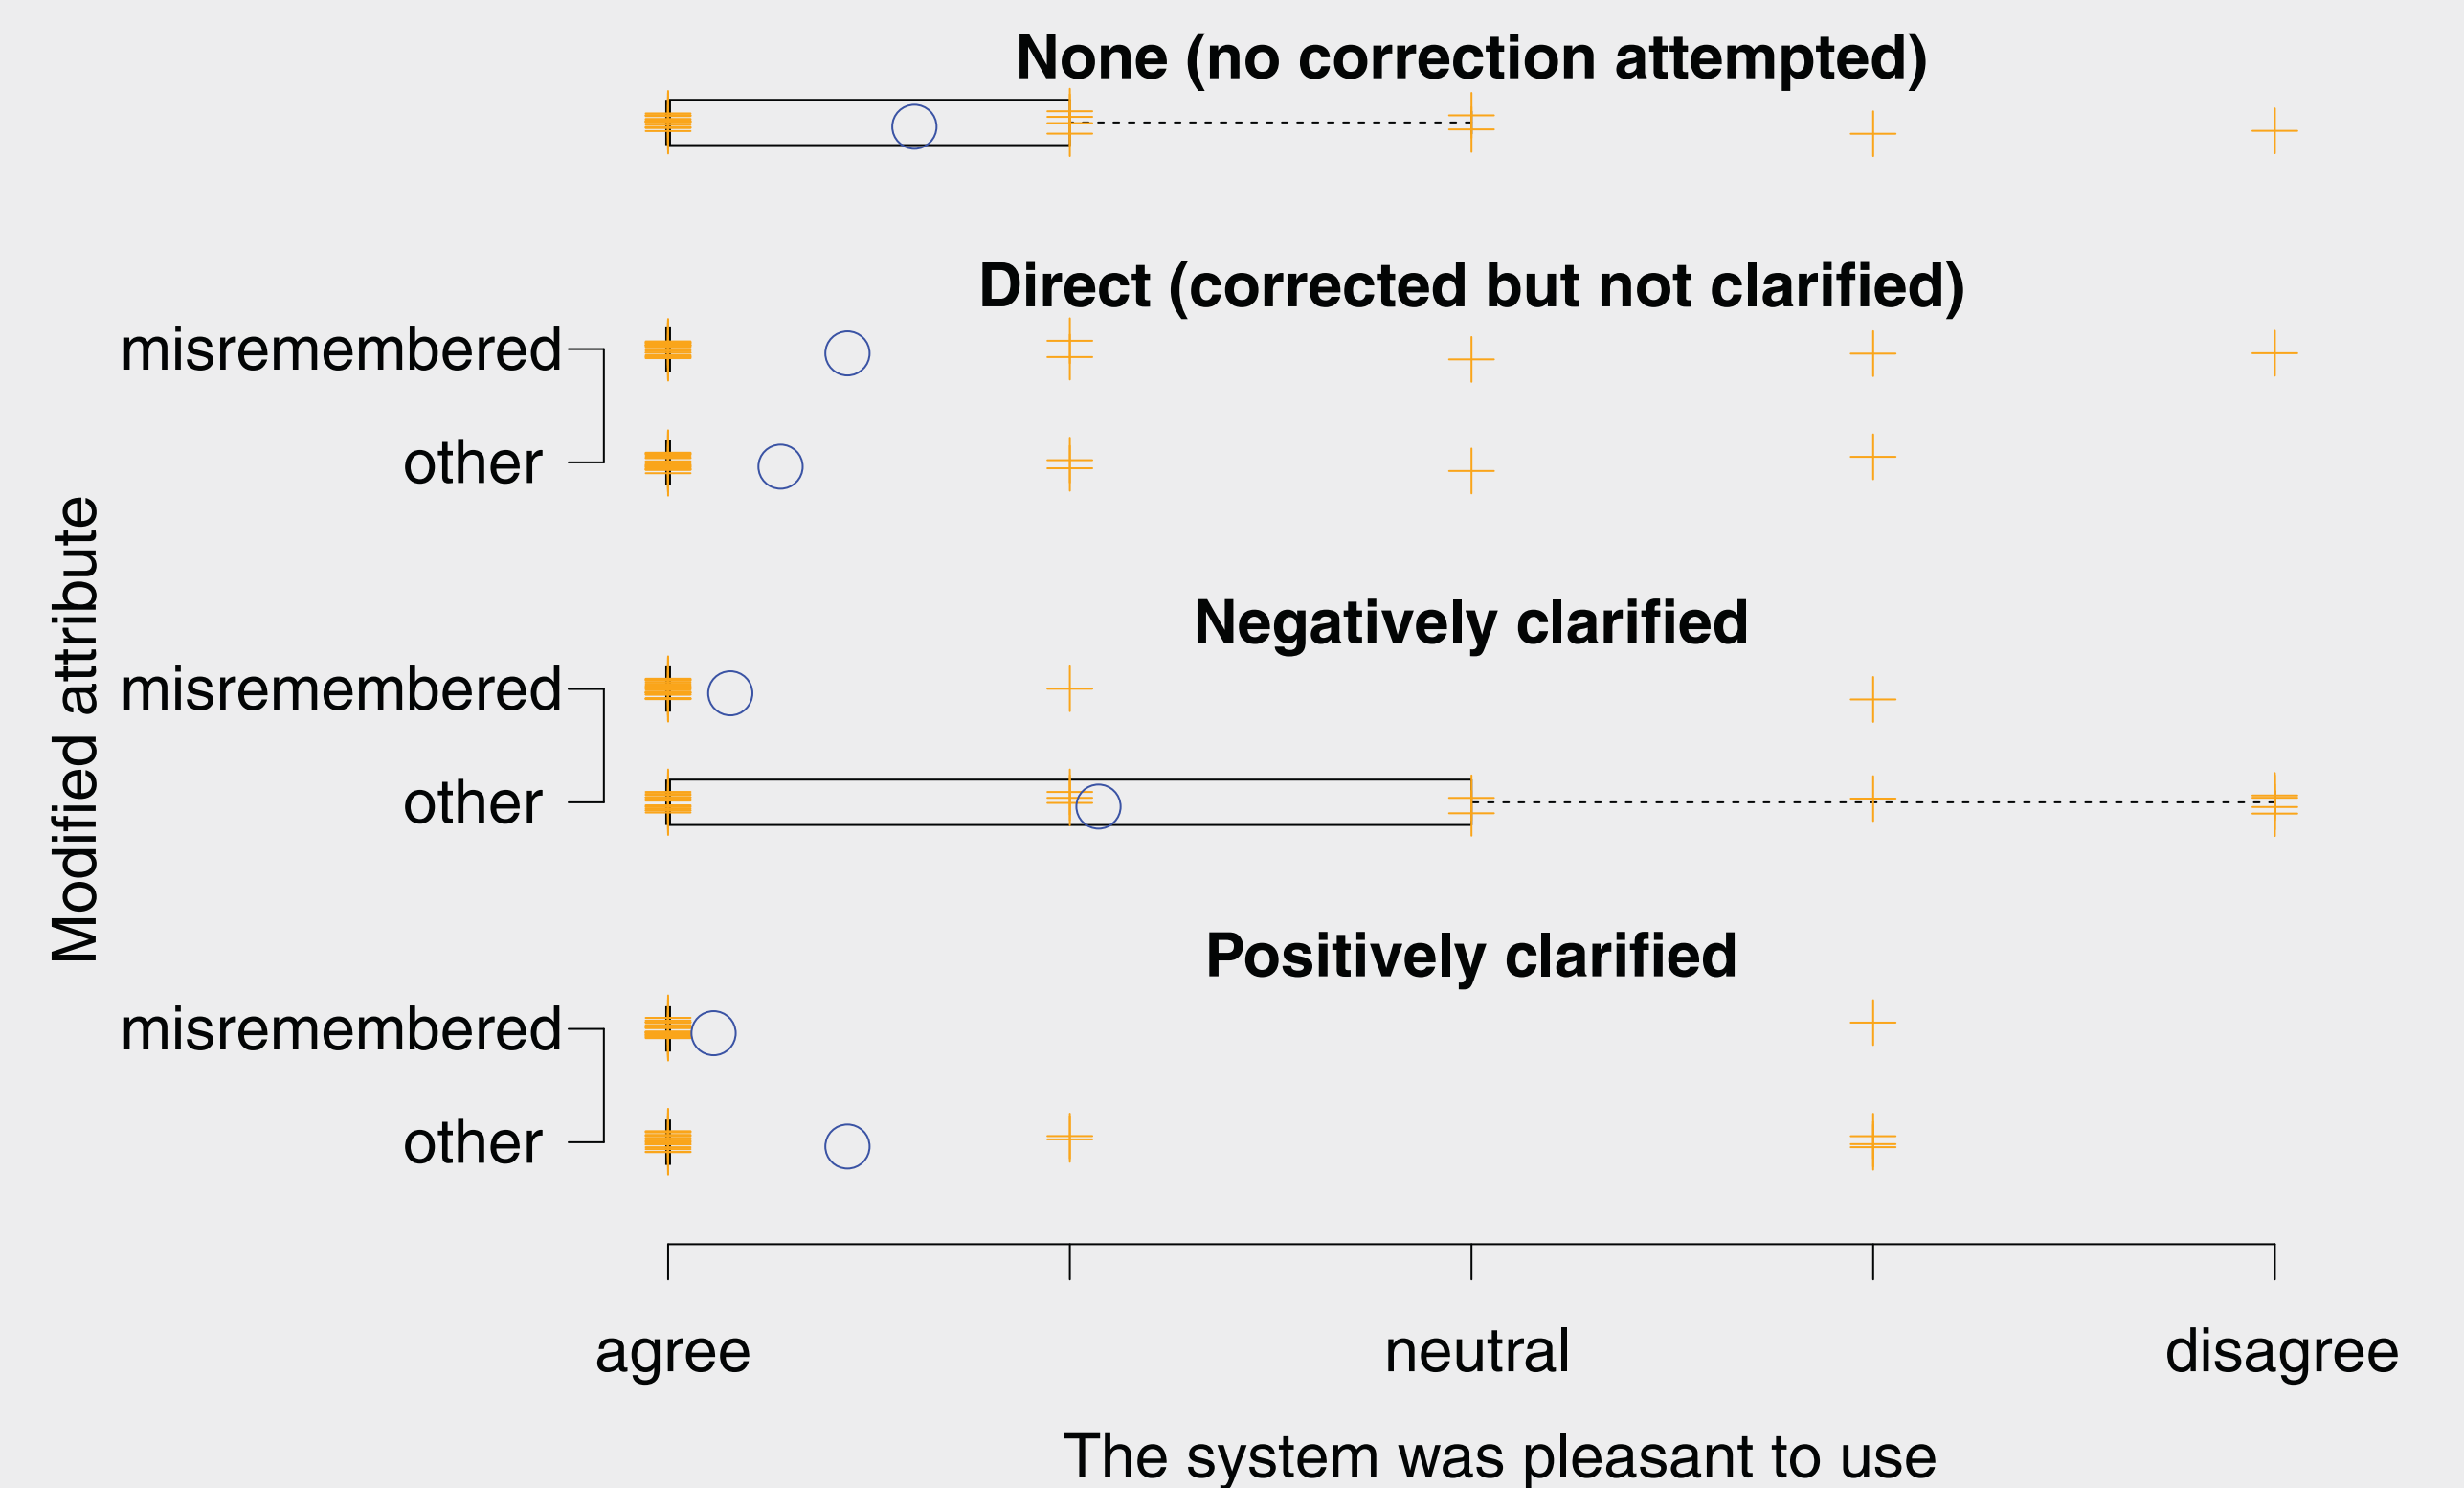 None (no correction attempted)
Direct (corrected but not clarified)
misremembered
other
Modified attribute
Negatively clarified
misremembered
other
Positively clarified
misremembered
other
agree
neutral
disagree
The system was pleasant to use